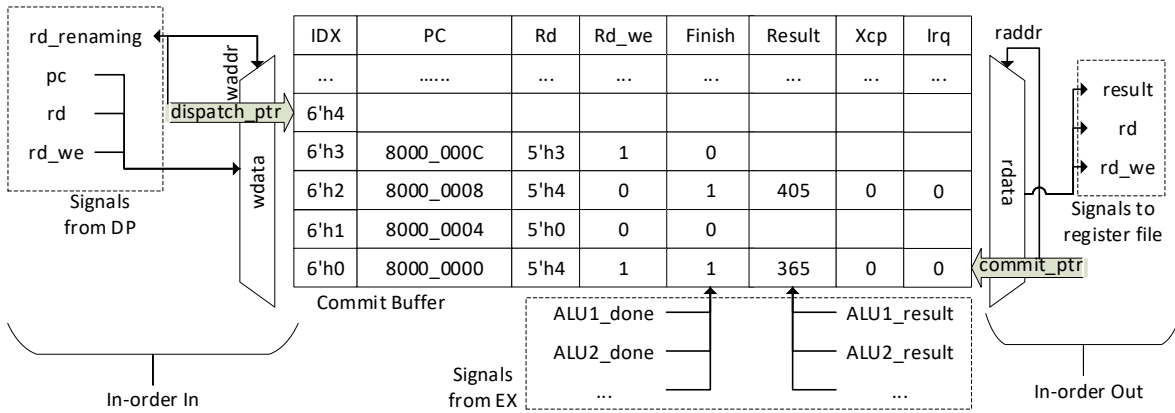 rd_renaming
pc
rd
rd_we
Signals
from DP
waddr
wdata
dispatch_ptr
In-order In
IDX PC Rd Rd_we Finish Result Xcp Irq
... ...... ... ... ... ... ... ...
6'h4
6'h3 8000_000C 5'h3 1 0
6'h2 8000_0008 5'h4 0 1 405 0 0
6'h1 8000_0004 5'h0 0 0
6'h0 8000_0000 5'h4 1 1 365 0 0
Commit Buffer
Signals
from EX
ALU1_done ALU1_result
ALU2_done ALU2_result
... ...
raddr
rdata
commit_ptr
result
rd
rd_we
Signals to
register file
In-order Out